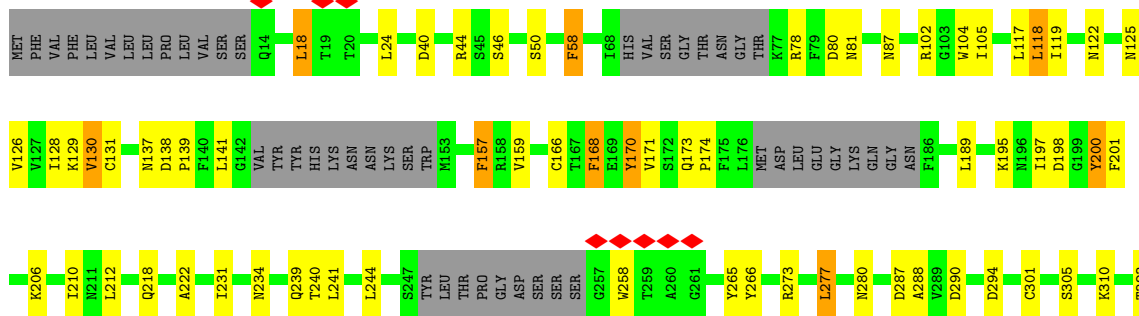 MET PHE VAL PHE LEU VAL LEU LEU PRO LEU VAL SER SER Q14 L18 T19 T20 L24 D40 R44 S45 S46 S50 F58 I68 HIS VAL SER GLY THR ASN GLY THR K77 R78 F79 D80 N81 N87 R102 G103 W104 I105 L117 L118 I119 N122 N125
V126 V127 I128 K129 V130 C131 N137 D138 P139 F140 L141 G142 VAL TYR TYR HIS LYS ASN ASN LYS SER TRP M153 F157 R158 V159 C166 T167 F168 E169 Y170 V171 S172 Q173 P174 F175 L176 MET ASP LEU GLU GLY LYS GLN GLY ASN F186 L189 K195 N196 I197 D198 G199 Y200 F201
K206 I210 N211 L212 Q218 A222 I231 N234 Q239 T240 L241 L244 S247 TYR LEU THR PRO GLY ASP SER SER SER G257 W258 T259 A260 G261 Y265 Y266 R273 L277 N280 D287 A288 V289 D290 D294 C301 S305 K310